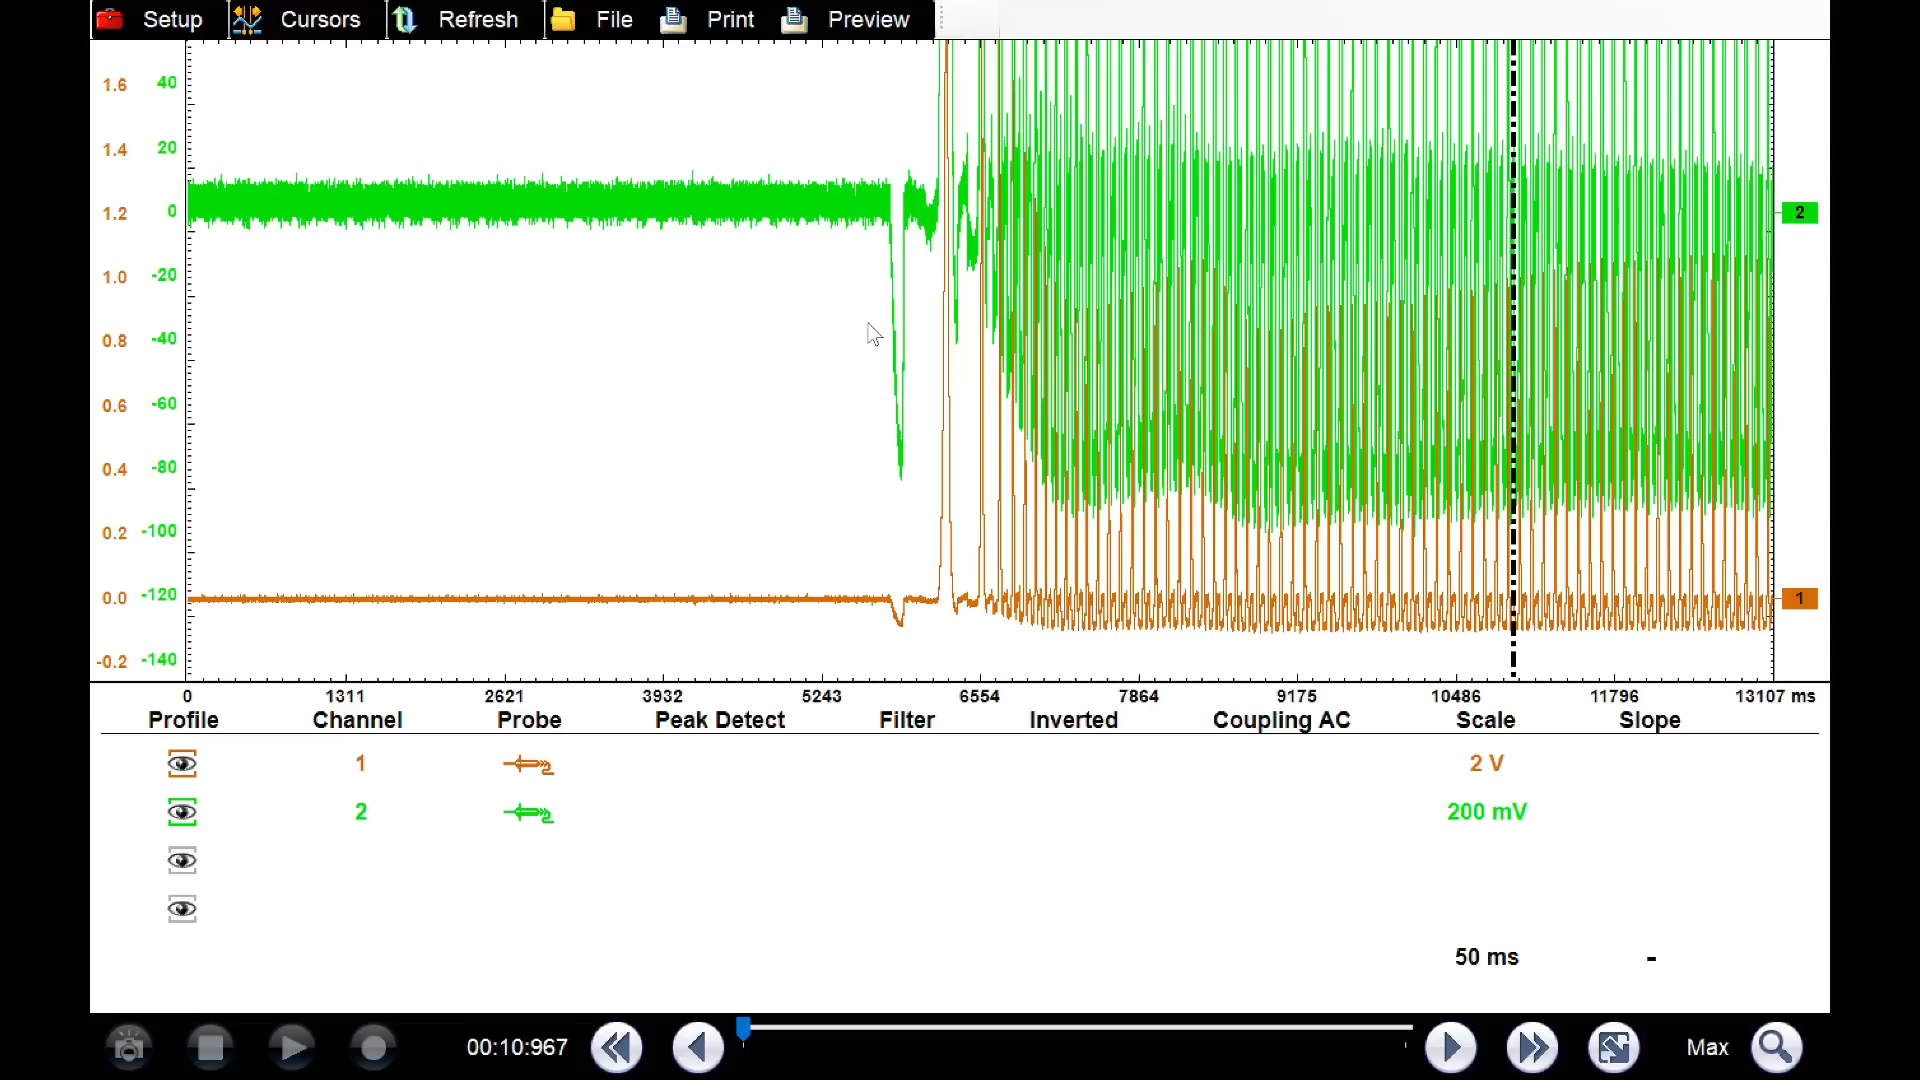 Setup Cursors Refresh File Print Preview
1.6 40
1.4 20
1.2 0 2
1.0 -20
0.8 -40
0.6 -60
0.4 -80
0.2 -100
0.0 -120 1
-0.2 -140
0 1311 2621 3932 5243 6554 7864 9175 10486 11796 13107 ms
Profile Channel Probe Peak Detect Filter Inverted Coupling AC Scale Slope
1 2 V
2 200 mV
50 ms -
00:10:967 Max